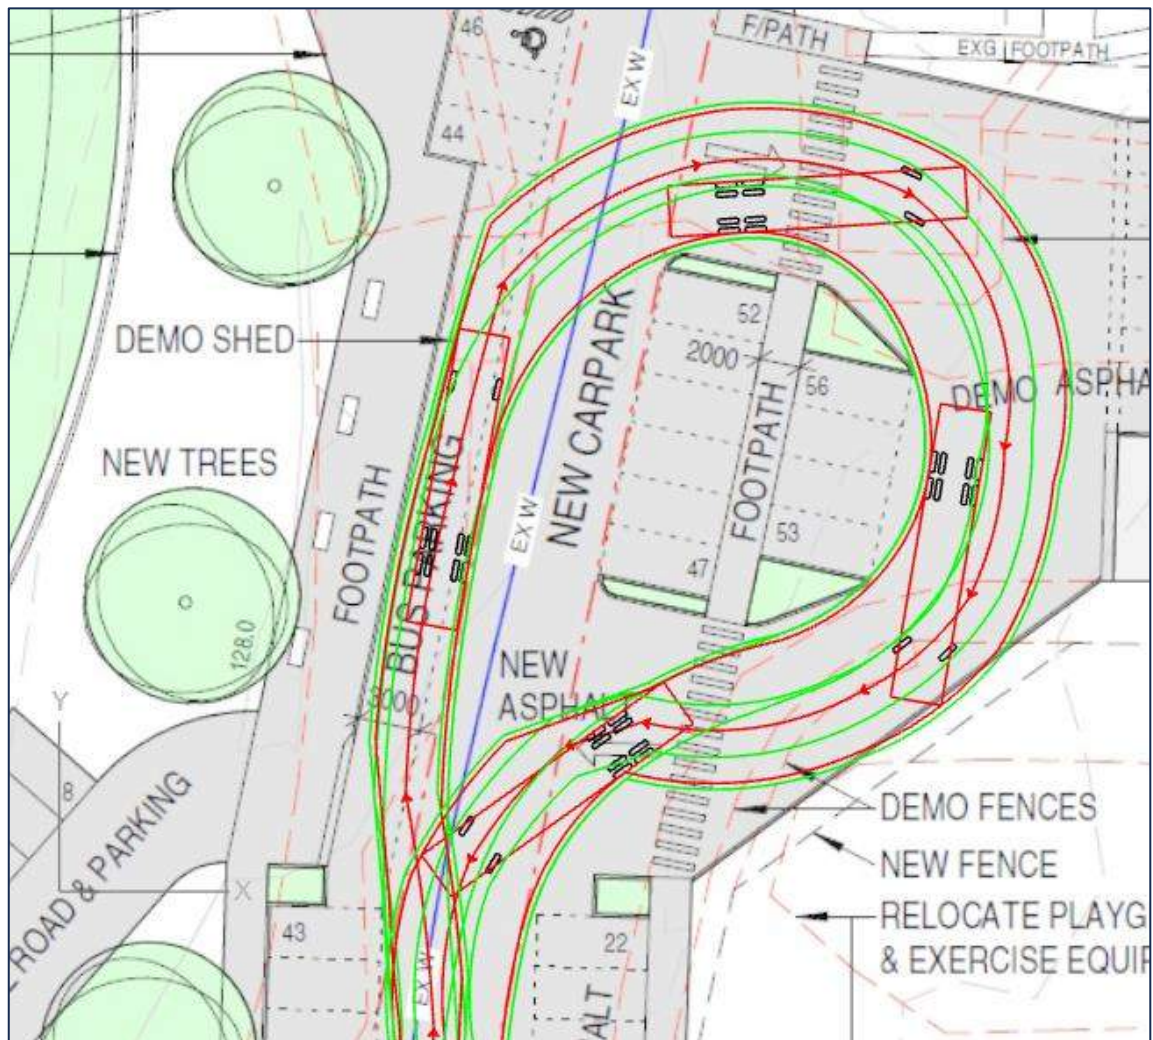 46
EX W
F/PATH
EXG FOOTPATH
44
DEMO SHED
52
2000
56
DEMO ASPHA
NEW CARPARK
NEW TREES
FOOTPATH
BUS PARKING
EX W
FOOTPATH
53
47
128.0
NEW
ASPHALT
3000
Y
X
8
ROAD & PARKING
DEMO FENCES
NEW FENCE
RELOCATE PLAYG
& EXERCISE EQUIP
43
22
EX W
ALT